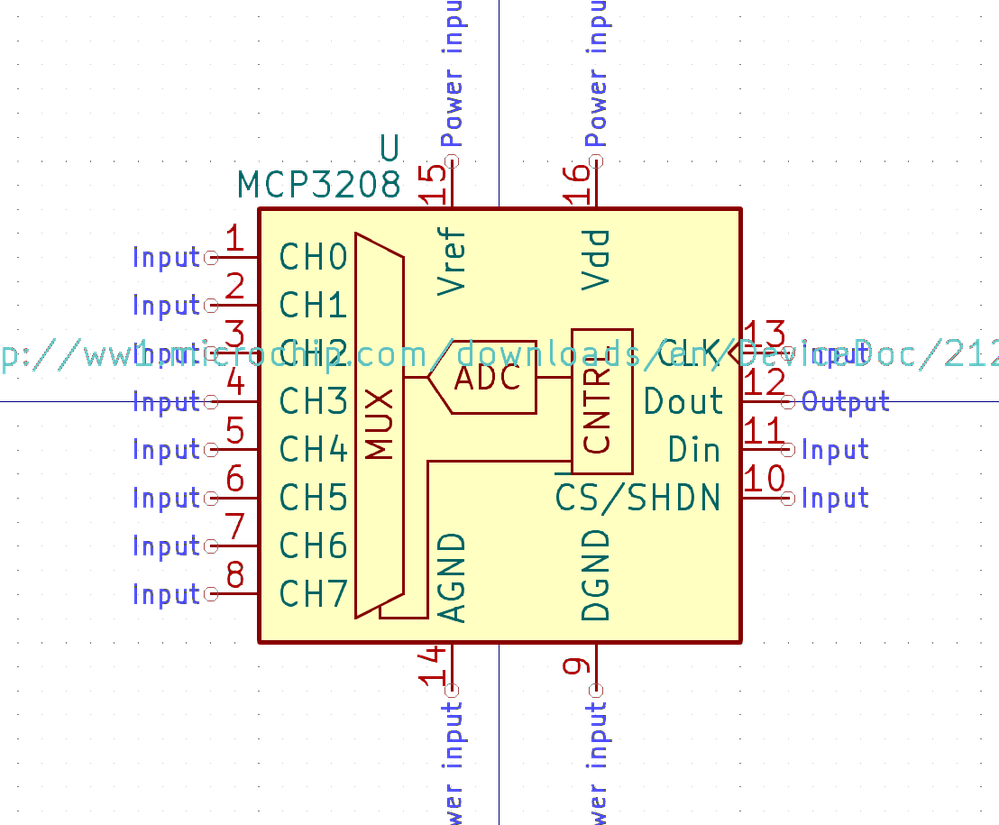 Power inpu
Power inpu
U
MCP3208
15
16
Input 1 CH0
Input 2 CH1
Input 3 CH2
Input 4 CH3
Input 5 CH4
Input 6 CH5
Input 7 CH6
Input 8 CH7
Vref
Vdd
p://ww1.microchip.com/downloads/en/DeviceDoc/212
MUX
ADC
CNTRL
CLK 13 Input
Dout 12 Output
Din 11 Input
CS/SHDN 10 Input
AGND
DGND
14
9
wer input
wer input